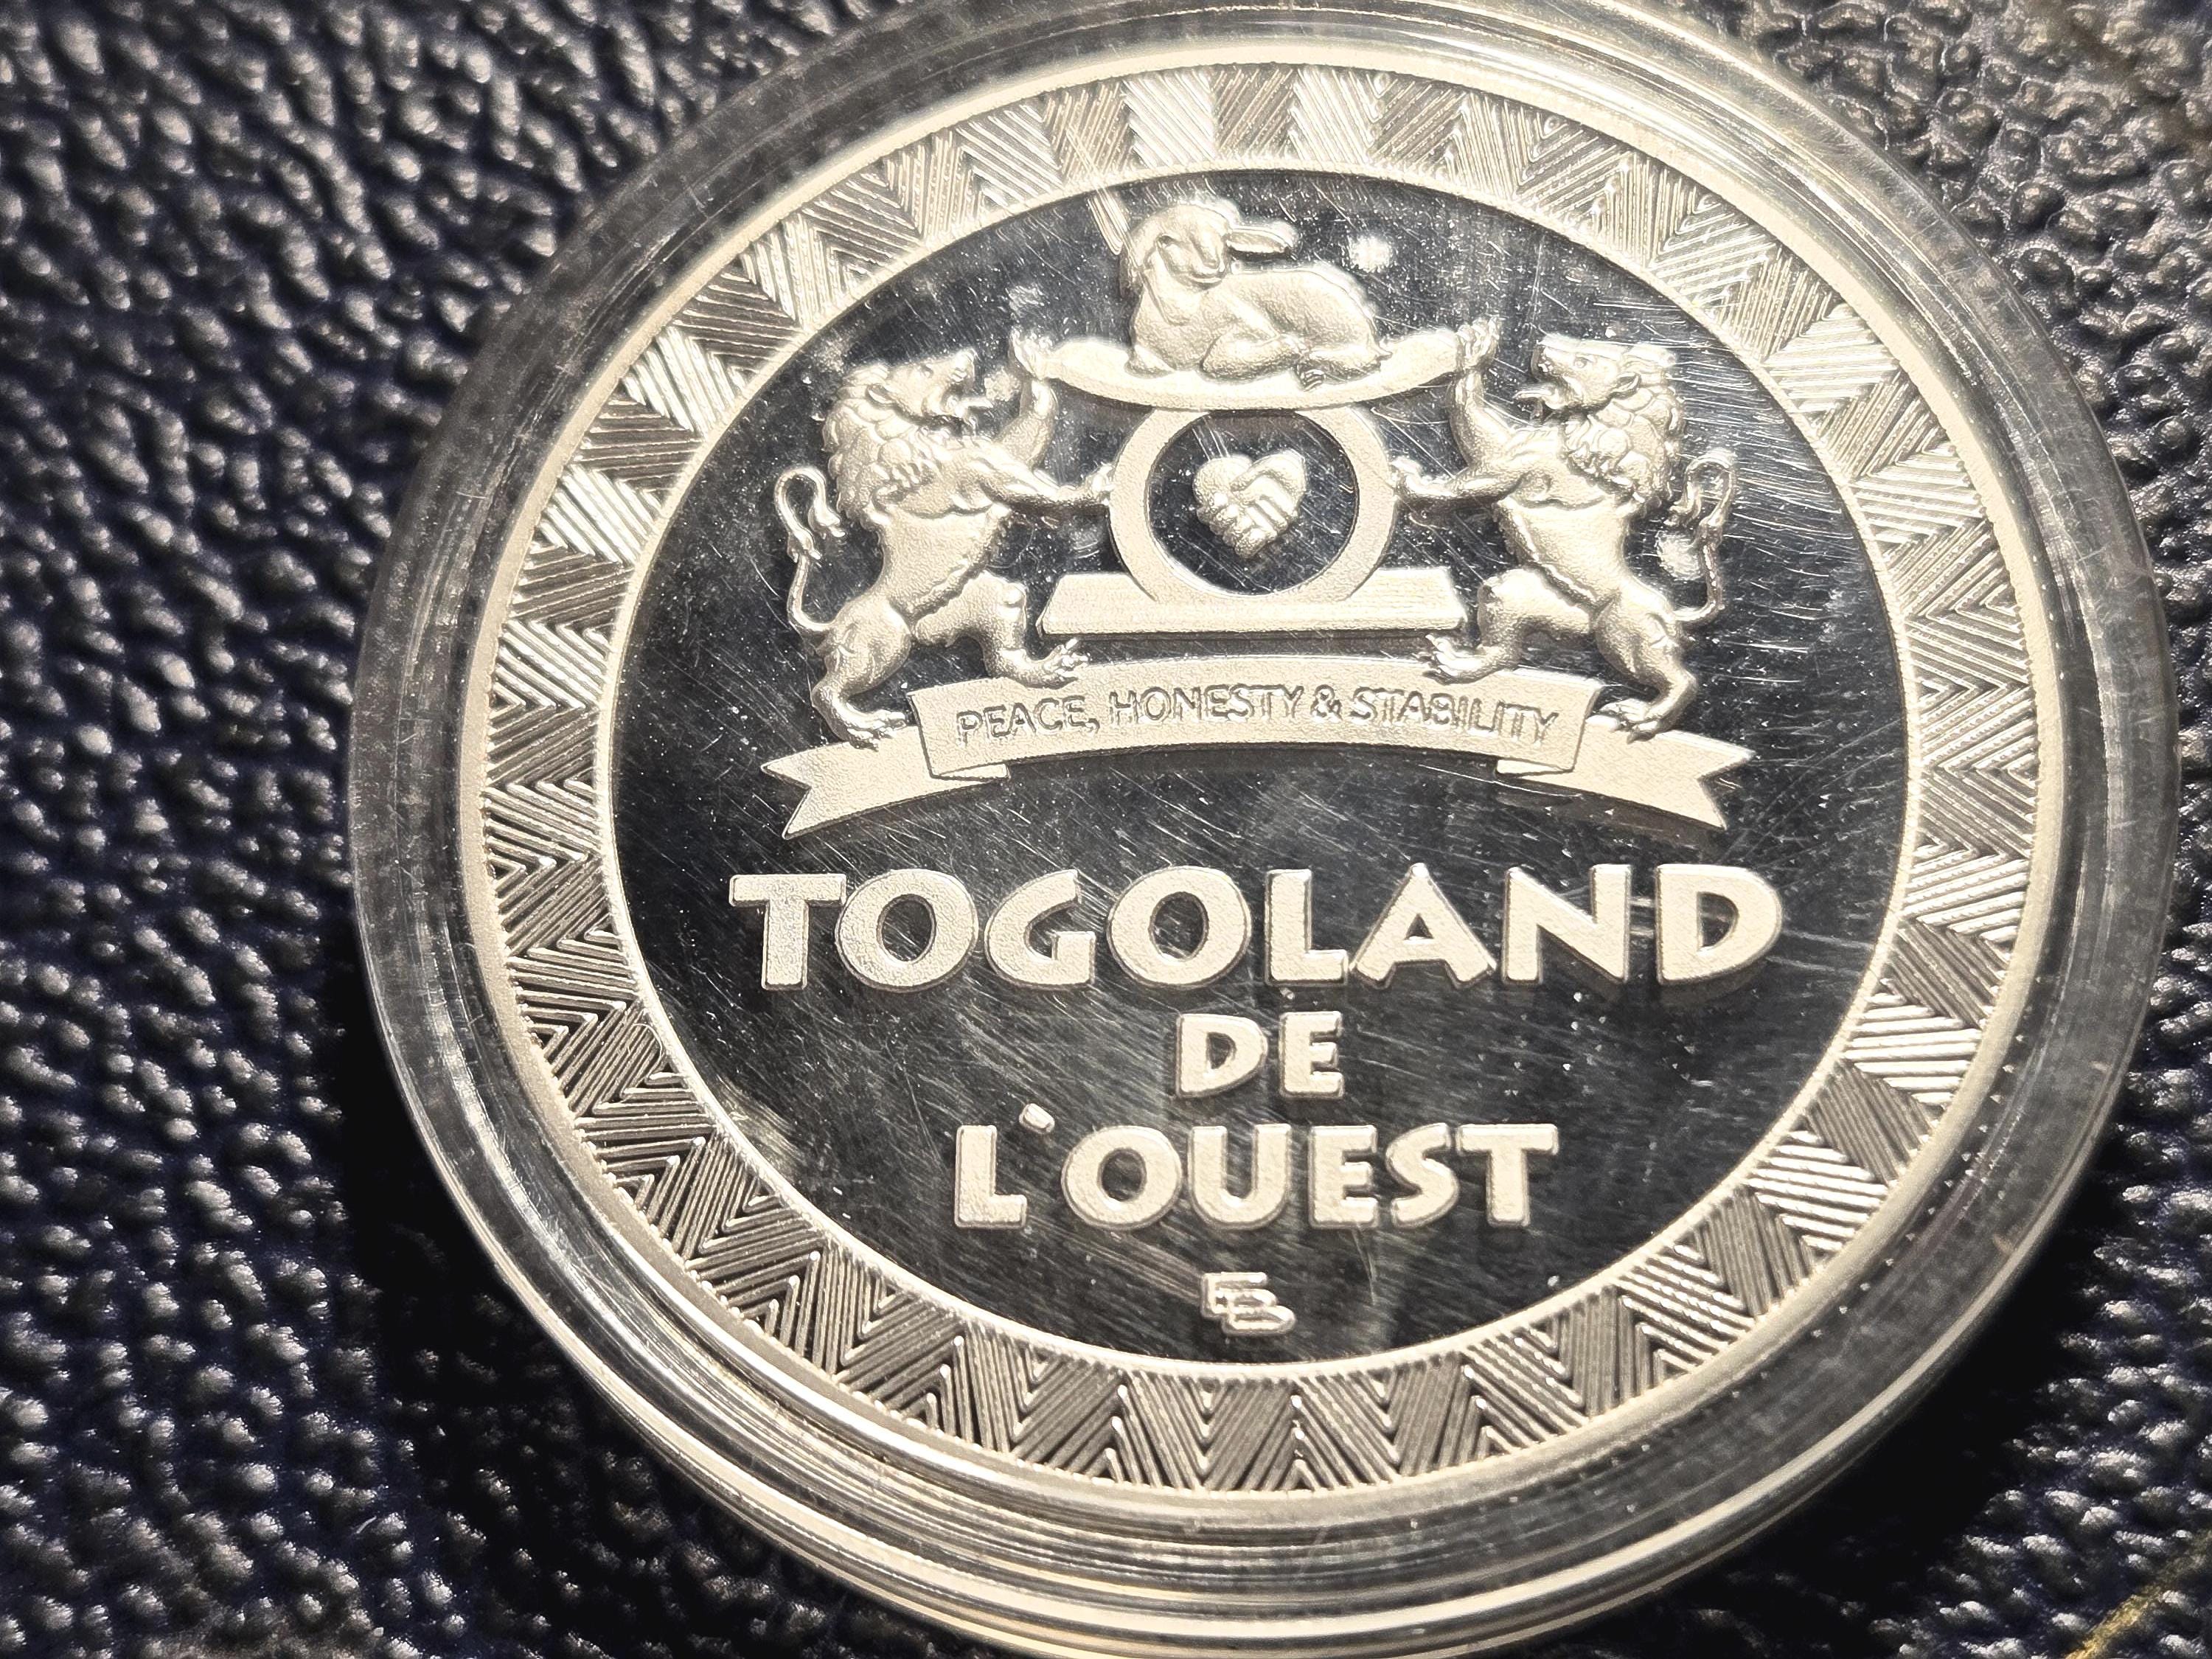 PEACE, HONESTY & STABILITY
TOGOLAND
DE
L'OUEST